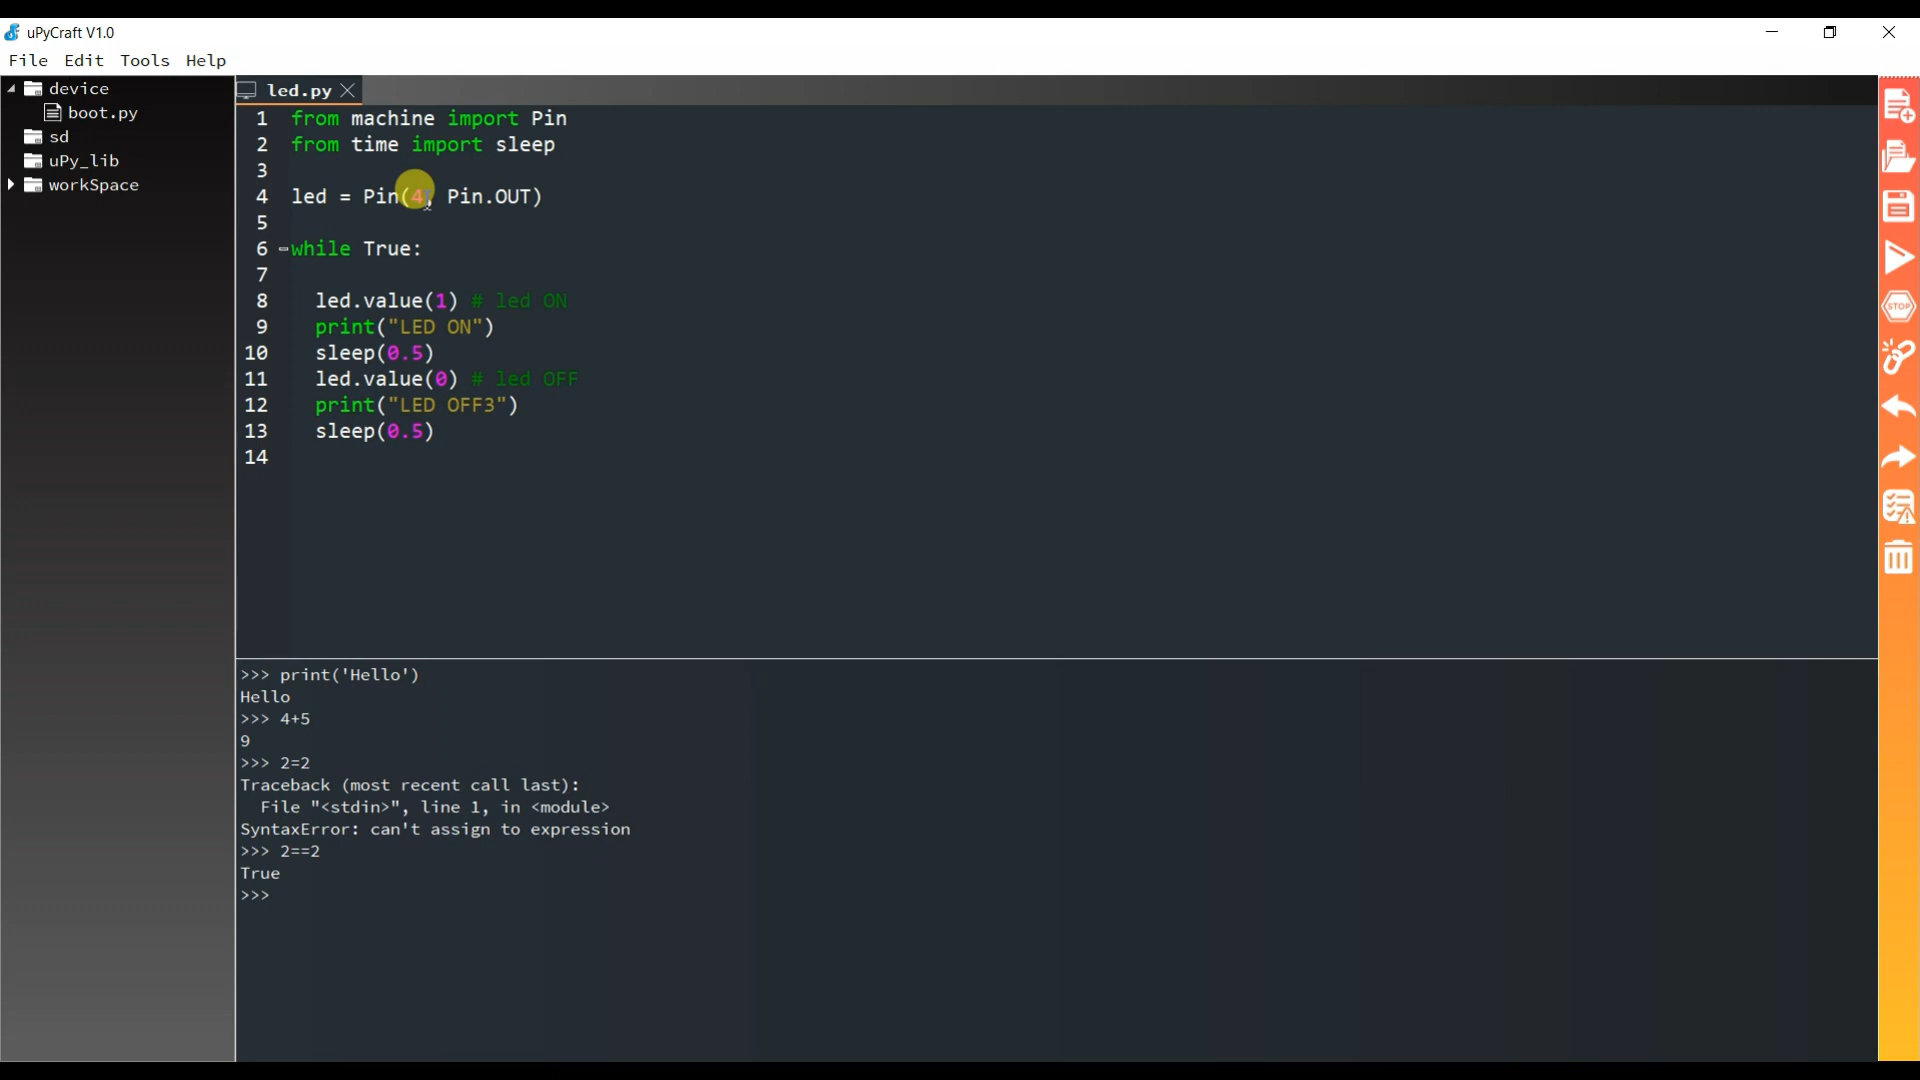 uPyCraft V1.0
File Edit Tools Help
device
boot.py
sd
uPy_lib
workSpace
led.py
1 from machine import Pin
2 from time import sleep
3
4 led = Pin(4, Pin.OUT)
5
6 while True:
7
8 led.value(1) # led ON
9 print("LED ON")
10 sleep(0.5)
11 led.value(0) # led OFF
12 print("LED OFF3")
13 sleep(0.5)
14
>>> print('Hello')
Hello
>>> 4+5
9
>>> 2=2
Traceback (most recent call last):
File "<stdin>", line 1, in <module>
SyntaxError: can't assign to expression
>>> 2==2
True
>>>
STOP